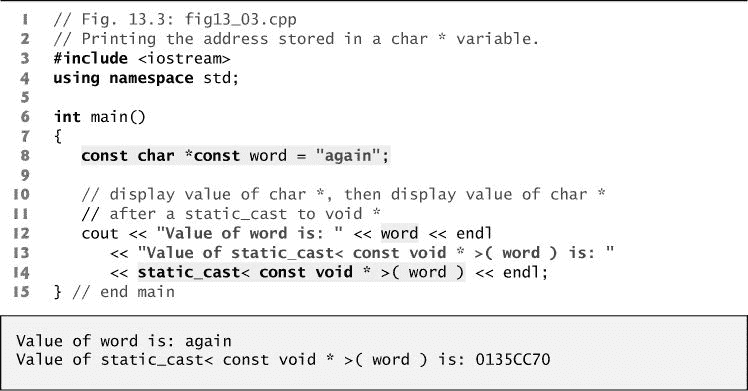 1 // Fig. 13.3: fig13_03.cpp
2 // Printing the address stored in a char * variable.
3 #include <iostream>
4 using namespace std;
5
6 int main()
7 {
8    const char *const word = "again";
9
10    // display value of char *, then display value of char *
11    // after a static_cast to void *
12    cout << "Value of word is: " << word << endl
13       << "Value of static_cast< const void * >( word ) is: "
14       << static_cast< const void * >( word ) << endl;
15 } // end main
Value of word is: again
Value of static_cast< const void * >( word ) is: 0135CC70